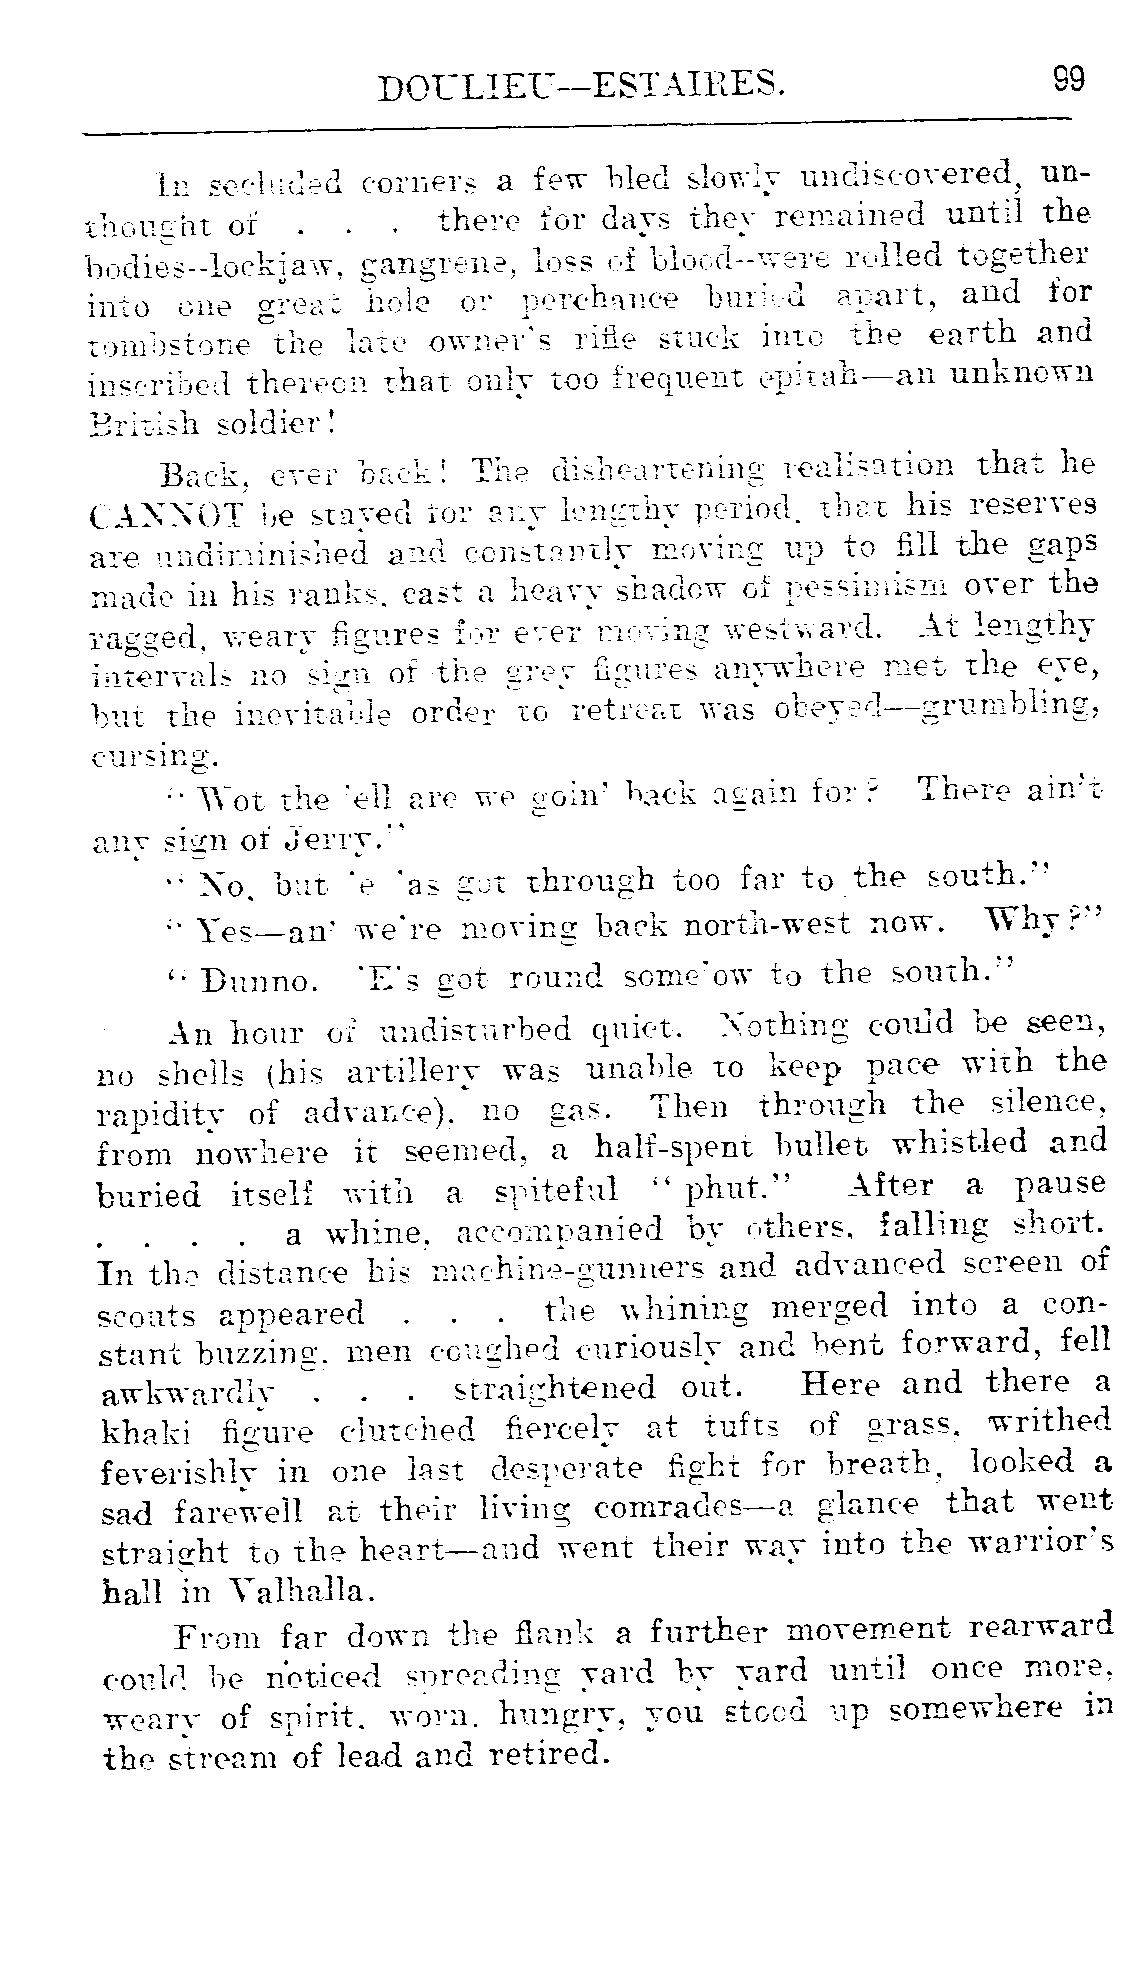 DOULIEU—ESTAIRES. 99
In secluded corners a few bled slowly undiscovered, un-
thought of . . . there for days they remained until the
bodies--lockjaw, gangrene, loss of blood--were rolled together
into one great hole or perchance buried apart, and for
tombstone the late owner's rifle stuck into the earth and
inscribed thereon that only too frequent epitah—an unknown
British soldier!
Back, ever back! The disheartening realisation that he
CANNOT be stayed for any lengthy period, that his reserves
are undiminished and constantly moving up to fill the gaps
made in his ranks, cast a heavy shadow of pessimism over the
ragged, weary figures for ever moving westward. At lengthy
intervals no sign of the grey figures anywhere met the eye,
but the inevitable order to retreat was obeyed—grumbling,
cursing.
" Wot the 'ell are we goin' back again for? There ain't
any sign of Jerry."
" No, but 'e 'as got through too far to the south."
" Yes—an' we're moving back north-west now. Why?"
" Dunno. 'E's got round some'ow to the south."
An hour of undisturbed quiet. Nothing could be seen,
no shells (his artillery was unable to keep pace with the
rapidity of advance), no gas. Then through the silence,
from nowhere it seemed, a half-spent bullet whistled and
buried itself with a spiteful " phut." After a pause
. . . . a whine, accompanied by others, falling short.
In the distance his machine-gunners and advanced screen of
scouts appeared . . . the whining merged into a con-
stant buzzing, men coughed curiously and bent forward, fell
awkwardly . . . straightened out. Here and there a
khaki figure clutched fiercely at tufts of grass, writhed
feverishly in one last desperate fight for breath, looked a
sad farewell at their living comrades—a glance that went
straight to the heart—and went their way into the warrior's
hall in Valhalla.
From far down the flank a further movement rearward
could be noticed spreading yard by yard until once more,
weary of spirit, worn, hungry, you stood up somewhere in
the stream of lead and retired.